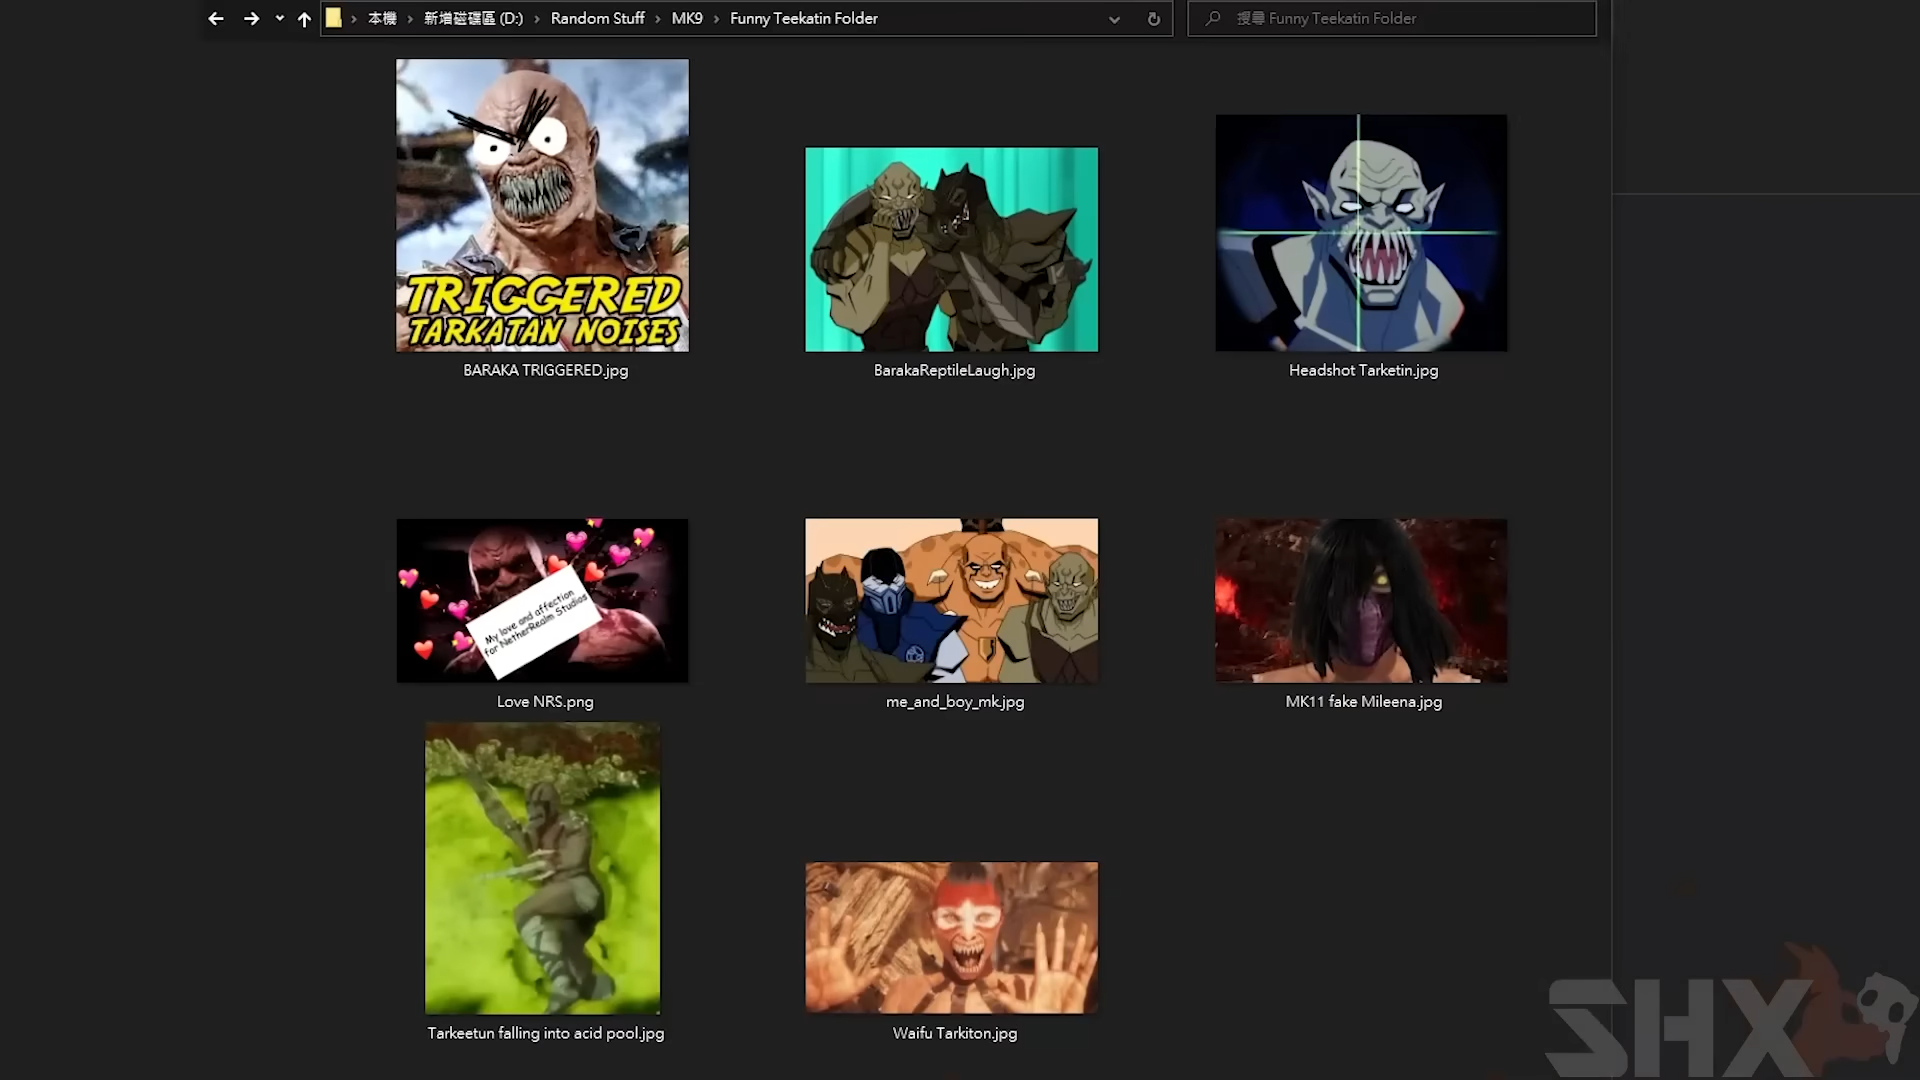 本機 新增磁碟區 (D:) Random Stuff MK9 Funny Teekatin Folder
搜尋 Funny Teekatin Folder
TRIGGERED
TARKATAN NOISES
BARAKA TRIGGERED.jpg
BarakaReptileLaugh.jpg
Headshot Tarketin.jpg
My love and affection
for NetherRealm Studios
Love NRS.png
me_and_boy_mk.jpg
MK11 fake Mileena.jpg
Tarkeetun falling into acid pool.jpg
Waifu Tarkiton.jpg
SHX